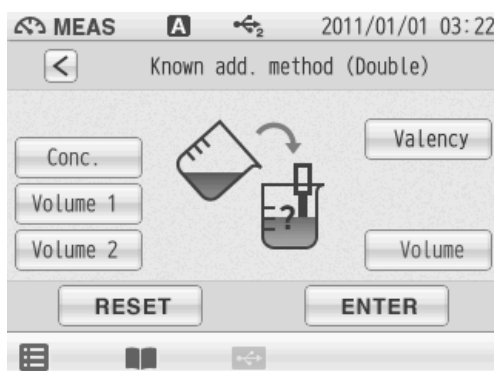 MEAS A 2 2011/01/01 03:22
Known add. method (Double)
Conc.
Valency
Volume 1
?
Volume 2
Volume
RESET ENTER